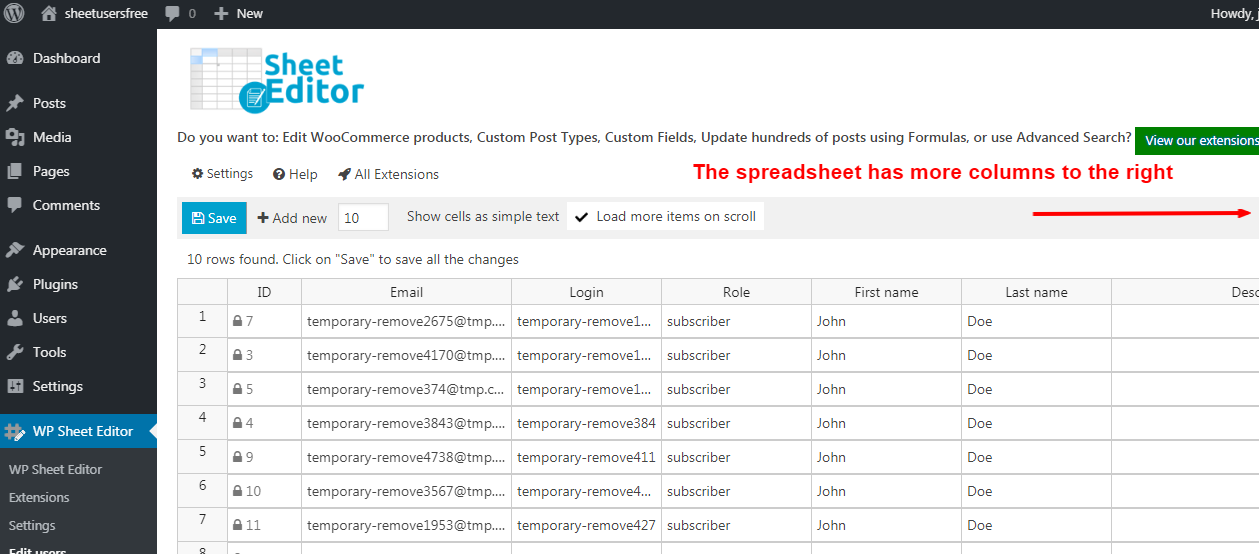 sheetusersfree 0 New Howdy, j
Dashboard
Posts
Media
Pages
Comments
Appearance
Plugins
Users
Tools
Settings
WP Sheet Editor
WP Sheet Editor
Extensions
Settings
Edit users
Sheet
Editor
Do you want to: Edit WooCommerce products, Custom Post Types, Custom Fields, Update hundreds of posts using Formulas, or use Advanced Search? View our extensions
Settings Help All Extensions
The spreadsheet has more columns to the right
Save Add new 10 Show cells as simple text Load more items on scroll
10 rows found. Click on "Save" to save all the changes
ID Email Login Role First name Last name Desc
1 7 temporary-remove2675@tmp.... temporary-remove1... subscriber John Doe
2 3 temporary-remove4170@tmp.... temporary-remove1... subscriber John Doe
3 5 temporary-remove374@tmp.c... temporary-remove1... subscriber John Doe
4 4 temporary-remove3843@tmp.... temporary-remove384 subscriber John Doe
5 9 temporary-remove4738@tmp.... temporary-remove411 subscriber John Doe
6 10 temporary-remove3567@tmp.... temporary-remove4... subscriber John Doe
7 11 temporary-remove1953@tmp.... temporary-remove427 subscriber John Doe
8